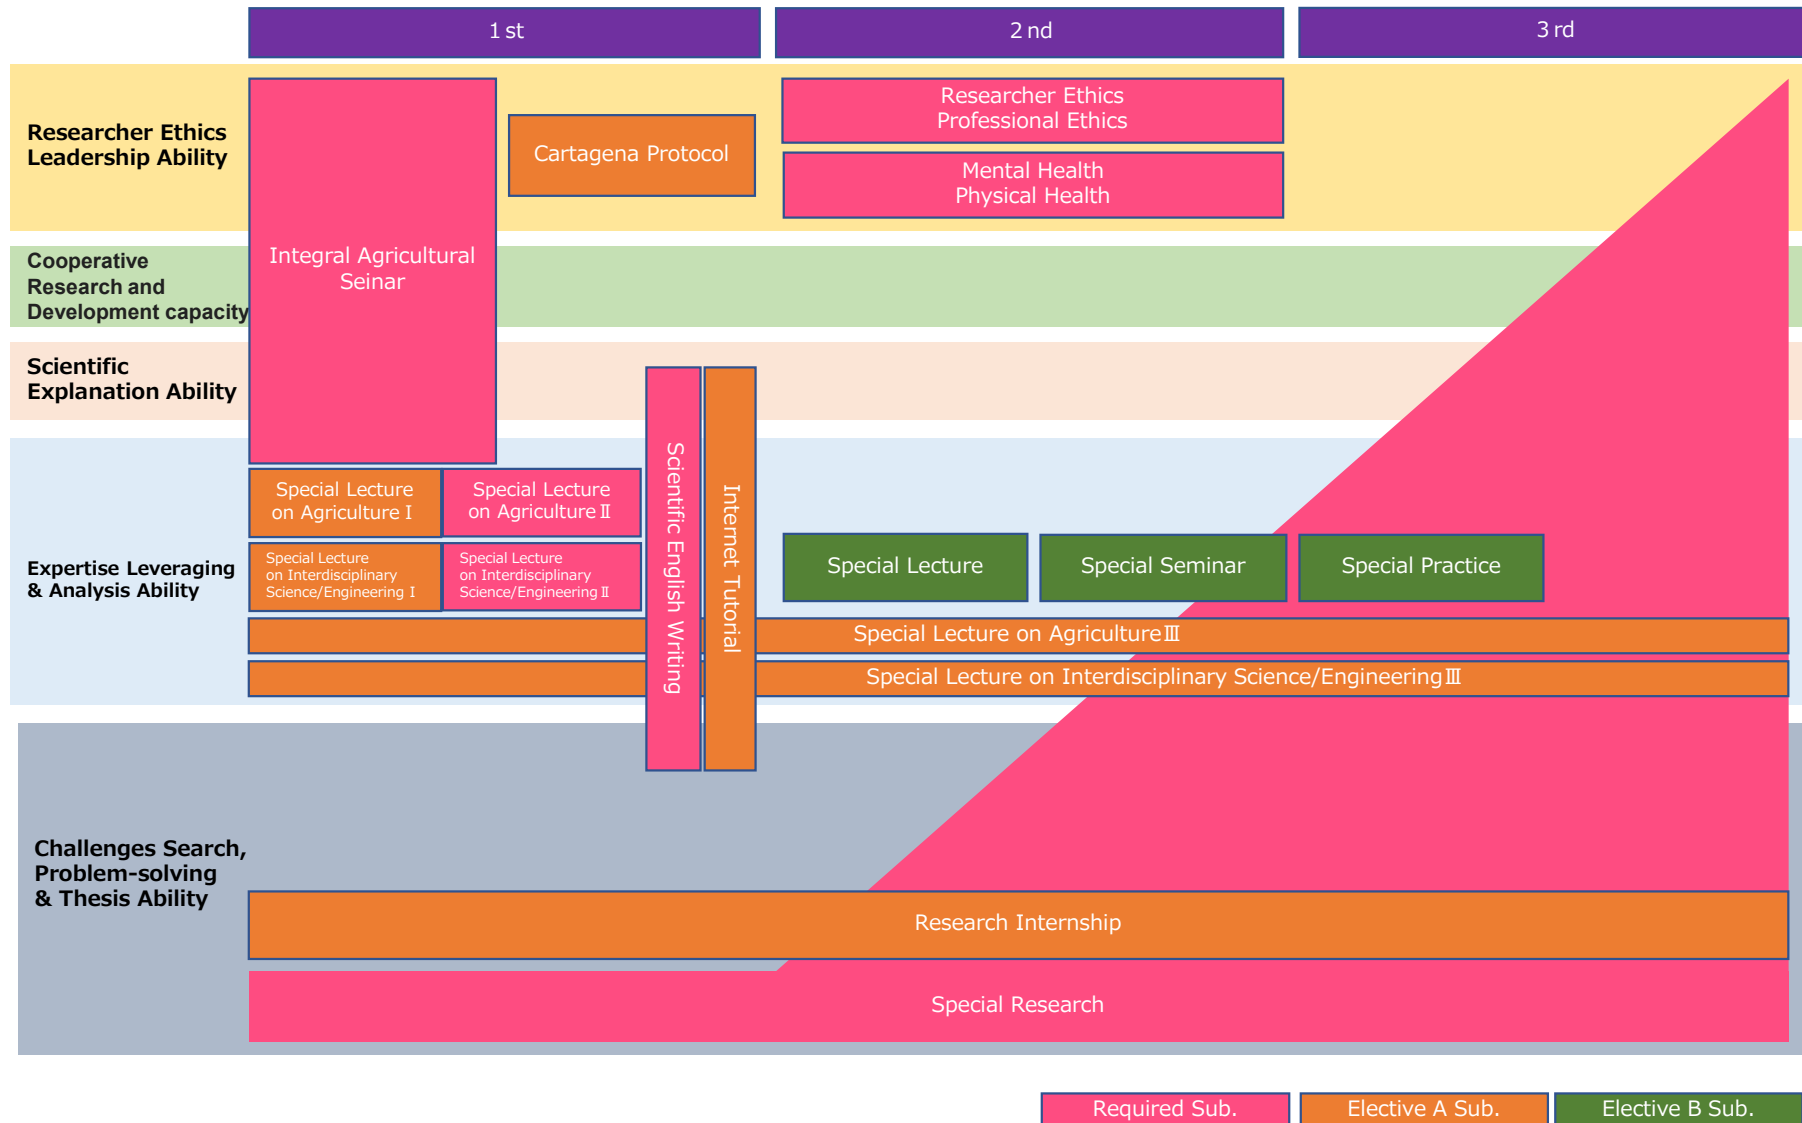 1 st
2 nd
3 rd
Researcher Ethics
Leadership Ability
Integral Agricultural
Seinar
Cartagena Protocol
Researcher Ethics
Professional Ethics
Mental Health
Physical Health
Cooperative
Research and
Development capacity
Scientific
Explanation Ability
Expertise Leveraging
& Analysis Ability
Special Lecture
on Agriculture Ⅰ
Special Lecture
on Agriculture Ⅱ
Special Lecture
on Interdisciplinary
Science/Engineering Ⅰ
Special Lecture
on Interdisciplinary
Science/Engineering Ⅱ
Scientific English Writing
Internet Tutorial
Special Lecture
Special Seminar
Special Practice
Special Lecture on Agriculture Ⅲ
Special Lecture on Interdisciplinary Science/Engineering Ⅲ
Challenges Search,
Problem-solving
& Thesis Ability
Research Internship
Special Research
Required Sub.
Elective A Sub.
Elective B Sub.